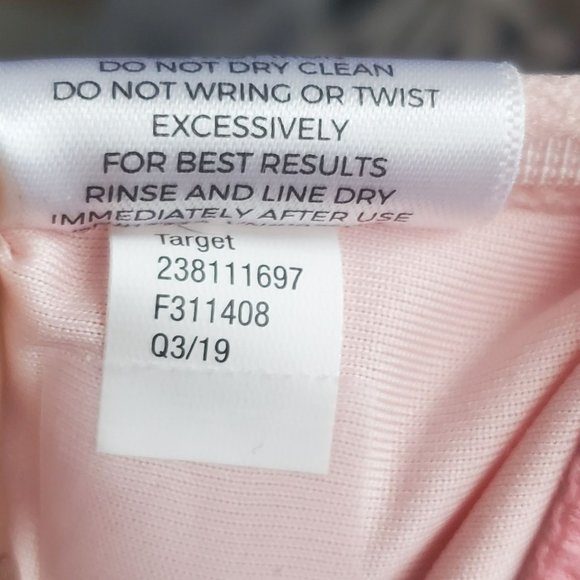 DO NOT DRY CLEAN
DO NOT WRING OR TWIST
EXCESSIVELY
FOR BEST RESULTS
RINSE AND LINE DRY
IMMEDIATELY AFTER USE
Target
238111697
F311408
Q3/19